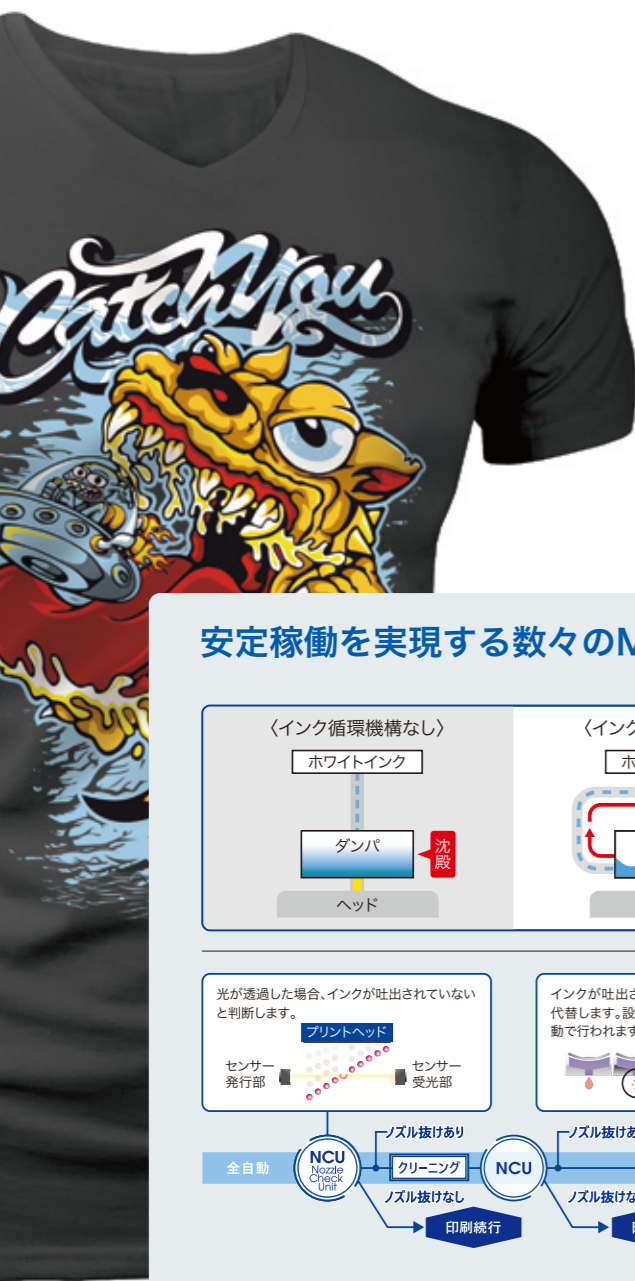 Catch You
安定稼働を実現する数々のM
〈インク循環機構なし〉
ホワイトインク
ダンパ
沈殿
ヘッド
〈インク
ホ
光が透過した場合、インクが吐出されていない
と判断します。
プリントヘッド
センサー
発行部
センサー
受光部
インクが吐出さ
代替します。設
動で行われます
全自動
NCU
Nozzle
Check
Unit
ノズル抜けあり
クリーニング
ノズル抜けなし
印刷続行
NCU
ノズル抜けあ
ノズル抜けな